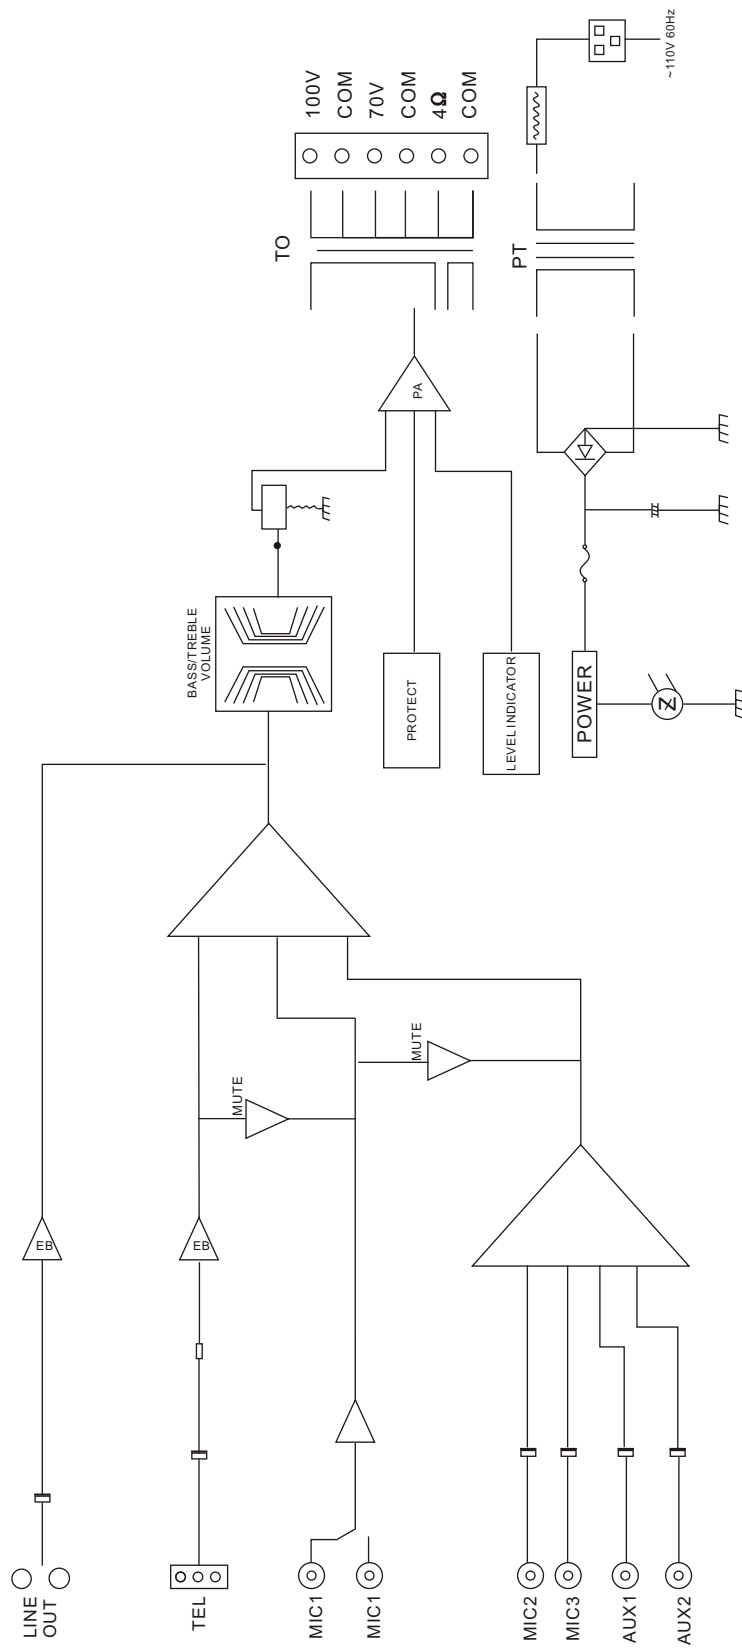 LINE
OUT
TEL
MIC1
MIC1
MIC2
MIC3
AUX1
AUX2
EB
EB
MUTE
MUTE
BASS/TREBLE
VOLUME
PROTECT
LEVEL INDICATOR
POWER
Z
PA
TO
PT
100V
COM
70V
COM
4Ω
COM
~110V 60Hz